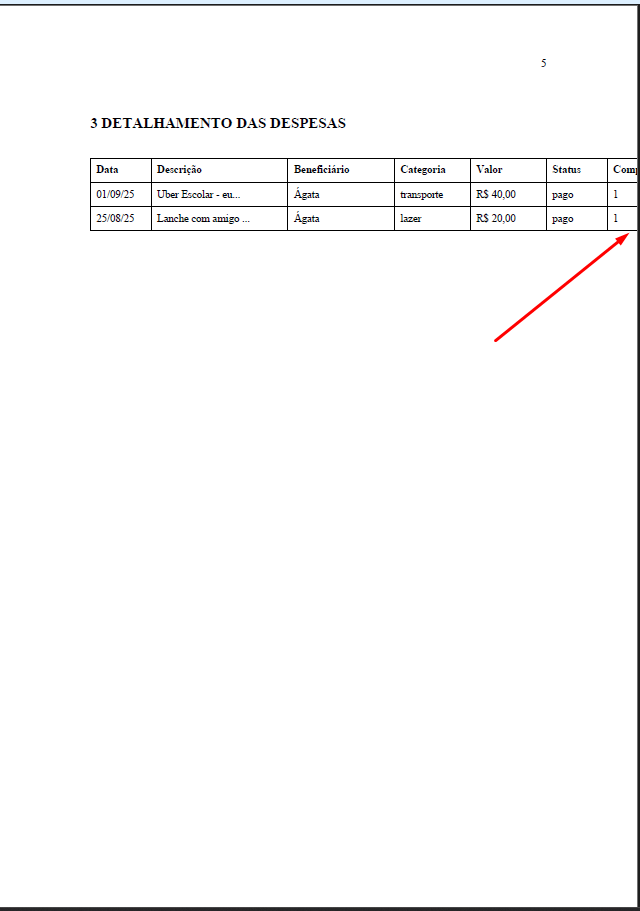 5
3 DETALHAMENTO DAS DESPESAS
Data Descrição Beneficiário Categoria Valor Status Comp
01/09/25 Uber Escolar - eu... Ágata transporte R$ 40,00 pago 1
25/08/25 Lanche com amigo ... Ágata lazer R$ 20,00 pago 1